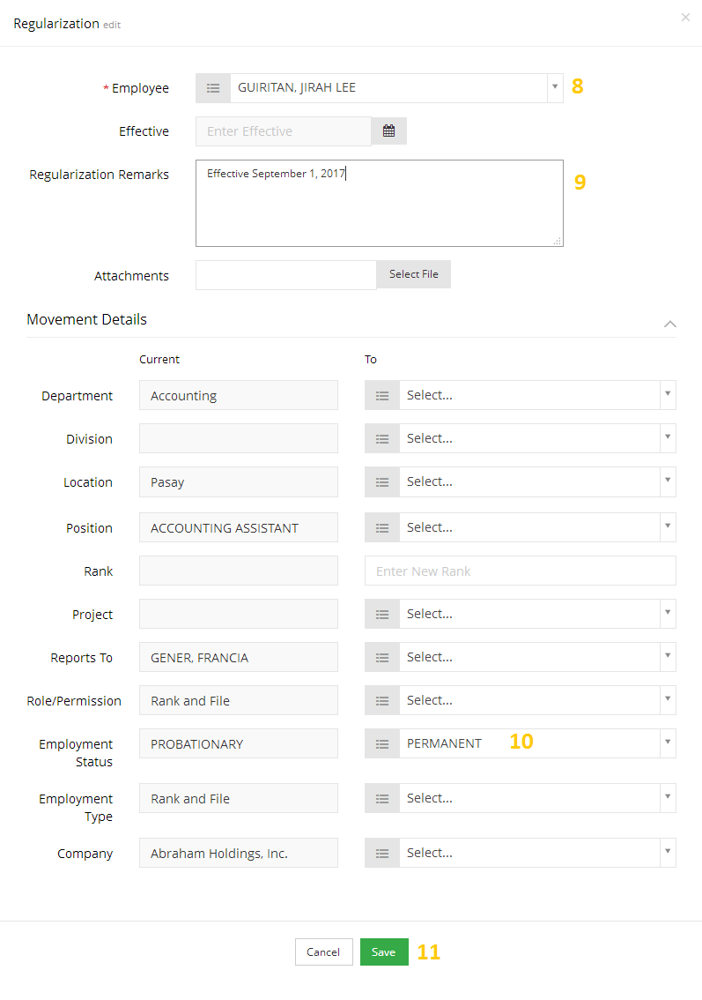 Regularization edit
×
* Employee GUIRITAN, JIRAH LEE 8
Effective Enter Effective
Regularization Remarks Effective September 1, 2017 9
Attachments Select File
Movement Details
Current To
Department Accounting Select...
Division Select...
Location Pasay Select...
Position ACCOUNTING ASSISTANT Select...
Rank Enter New Rank
Project Select...
Reports To GENER, FRANCIA Select...
Role/Permission Rank and File Select...
Employment PROBATIONARY PERMANENT 10
Status
Employment Rank and File Select...
Type
Company Abraham Holdings, Inc. Select...
Cancel Save 11